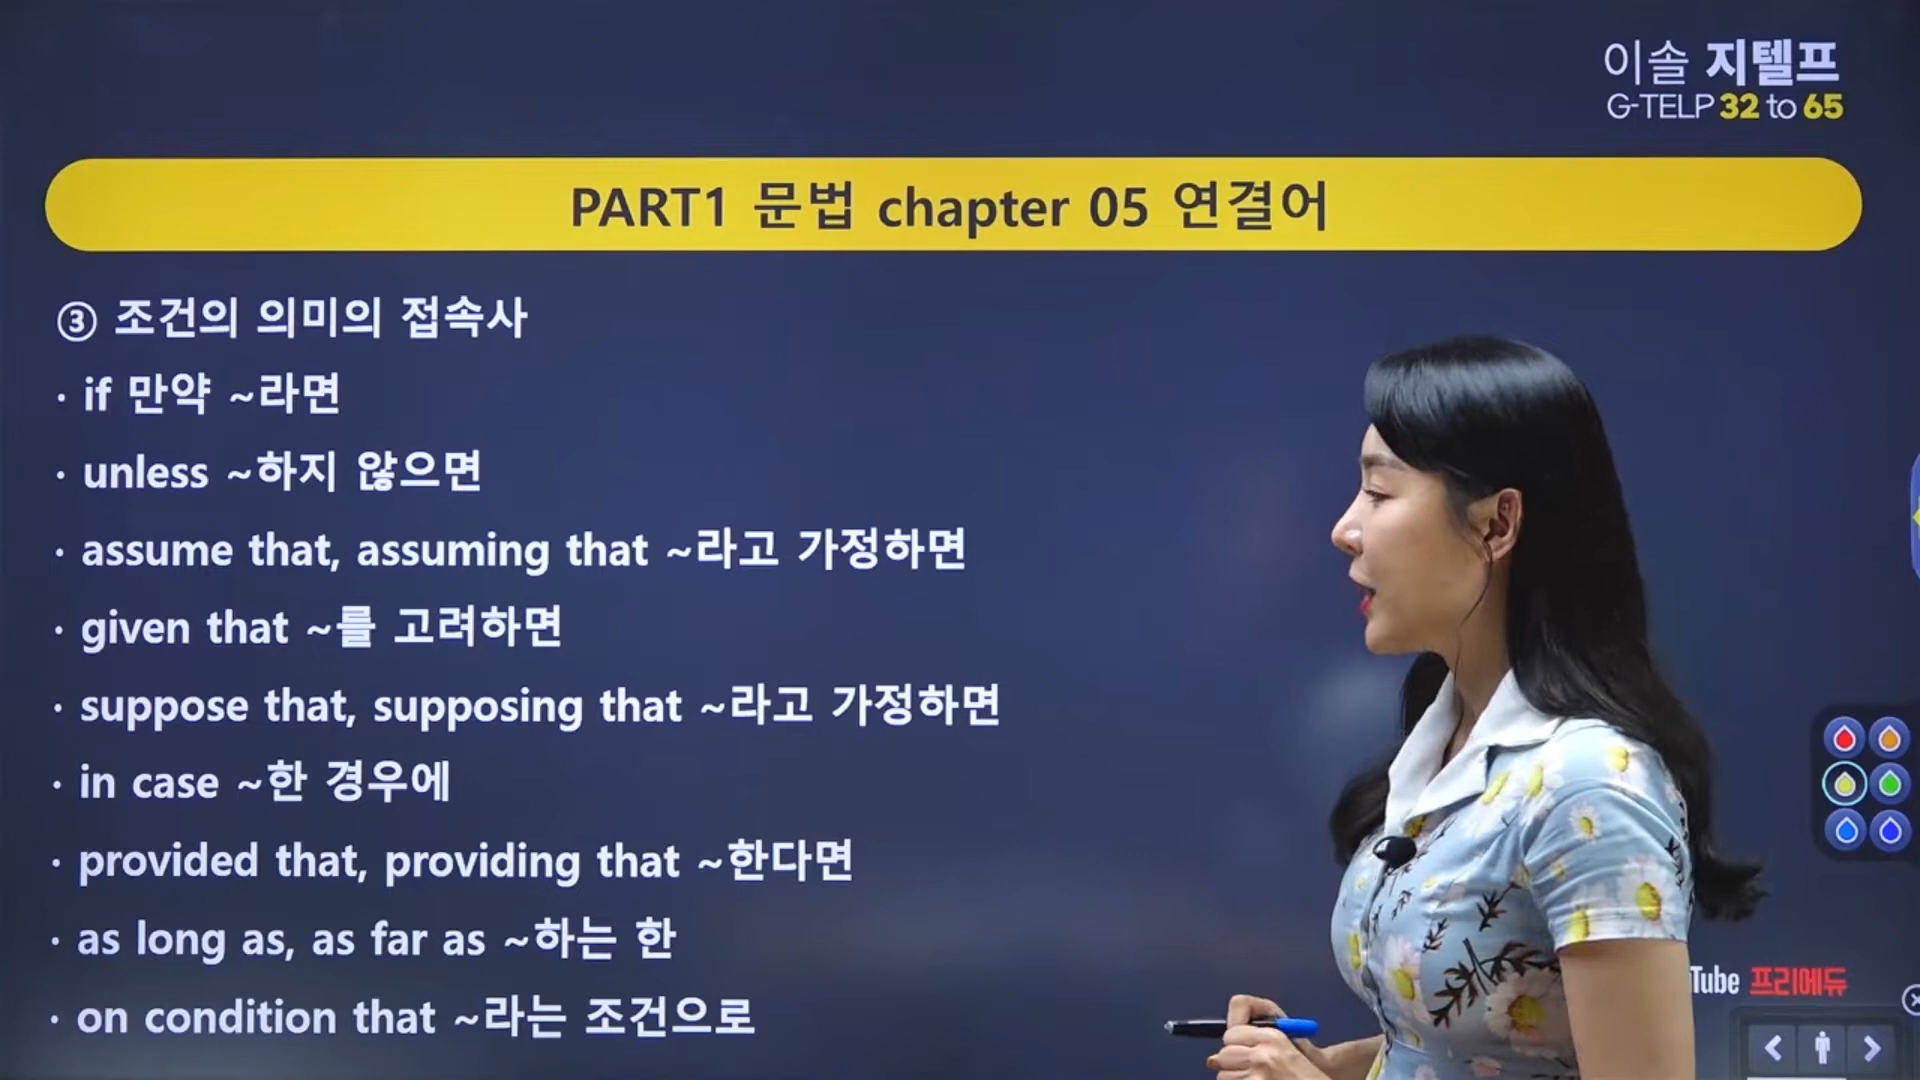 이솔 지텔프
G-TELP 32 to 65
PART1 문법 chapter 05 연결어
③ 조건의 의미의 접속사
· if 만약 ~라면
· unless ~하지 않으면
· assume that, assuming that ~라고 가정하면
· given that ~를 고려하면
· suppose that, supposing that ~라고 가정하면
· in case ~한 경우에
· provided that, providing that ~한다면
· as long as, as far as ~하는 한
· on condition that ~라는 조건으로
Tube 프리에듀